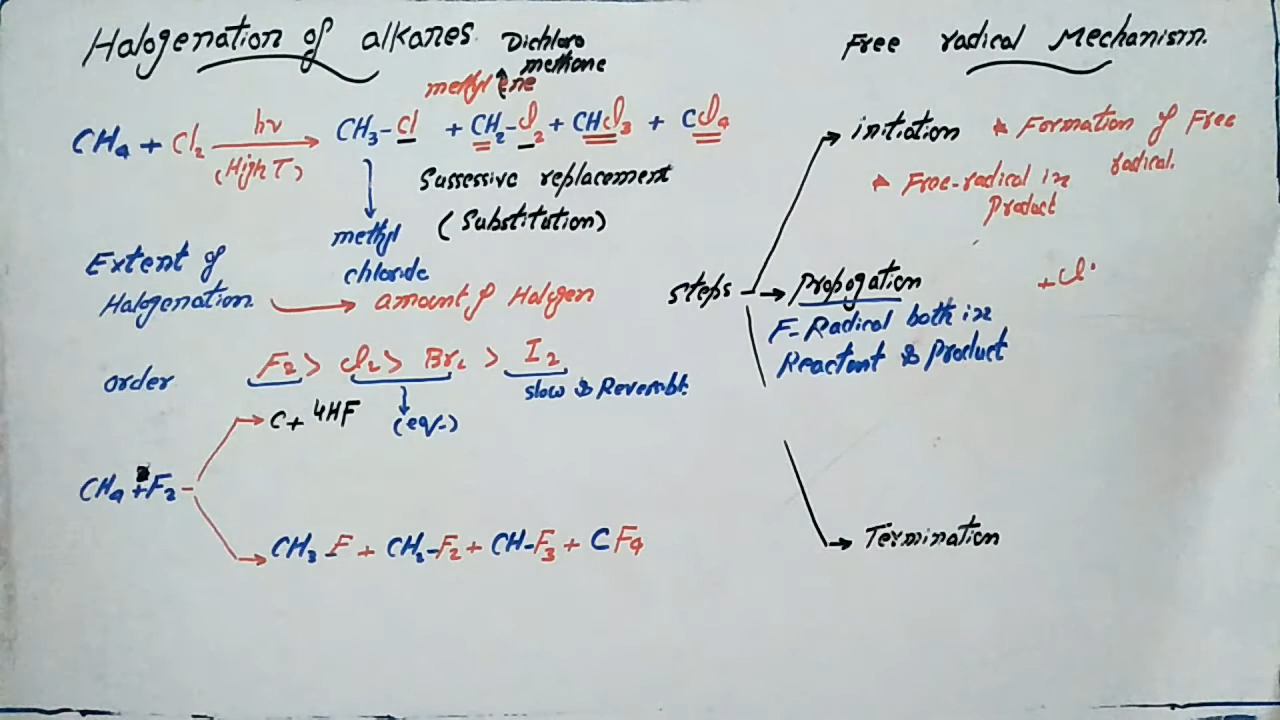 Halogenation of alkanes
Dichloro
methane
methylene
CH4 + Cl2 hv (High T) CH3-Cl + CH2-Cl2 + CHCl3 + CCl4
Sussessive replacement
(Substitution)
methyl
chloride
Extent of
Halogenation amount of Halogen
order F2 > Cl2 > Br2 > I2
slow & Reversibl.
(eq.)
C + 4HF
CH4 + F2
CH3-F + CH2-F2 + CH-F3 + CF4
Free radical Mechanism.
steps
initiation * Formation of Free
radical.
* Free-radical in
Product
Propogation
+Cl·
F-Radical both in
Reactant & Product
Termination